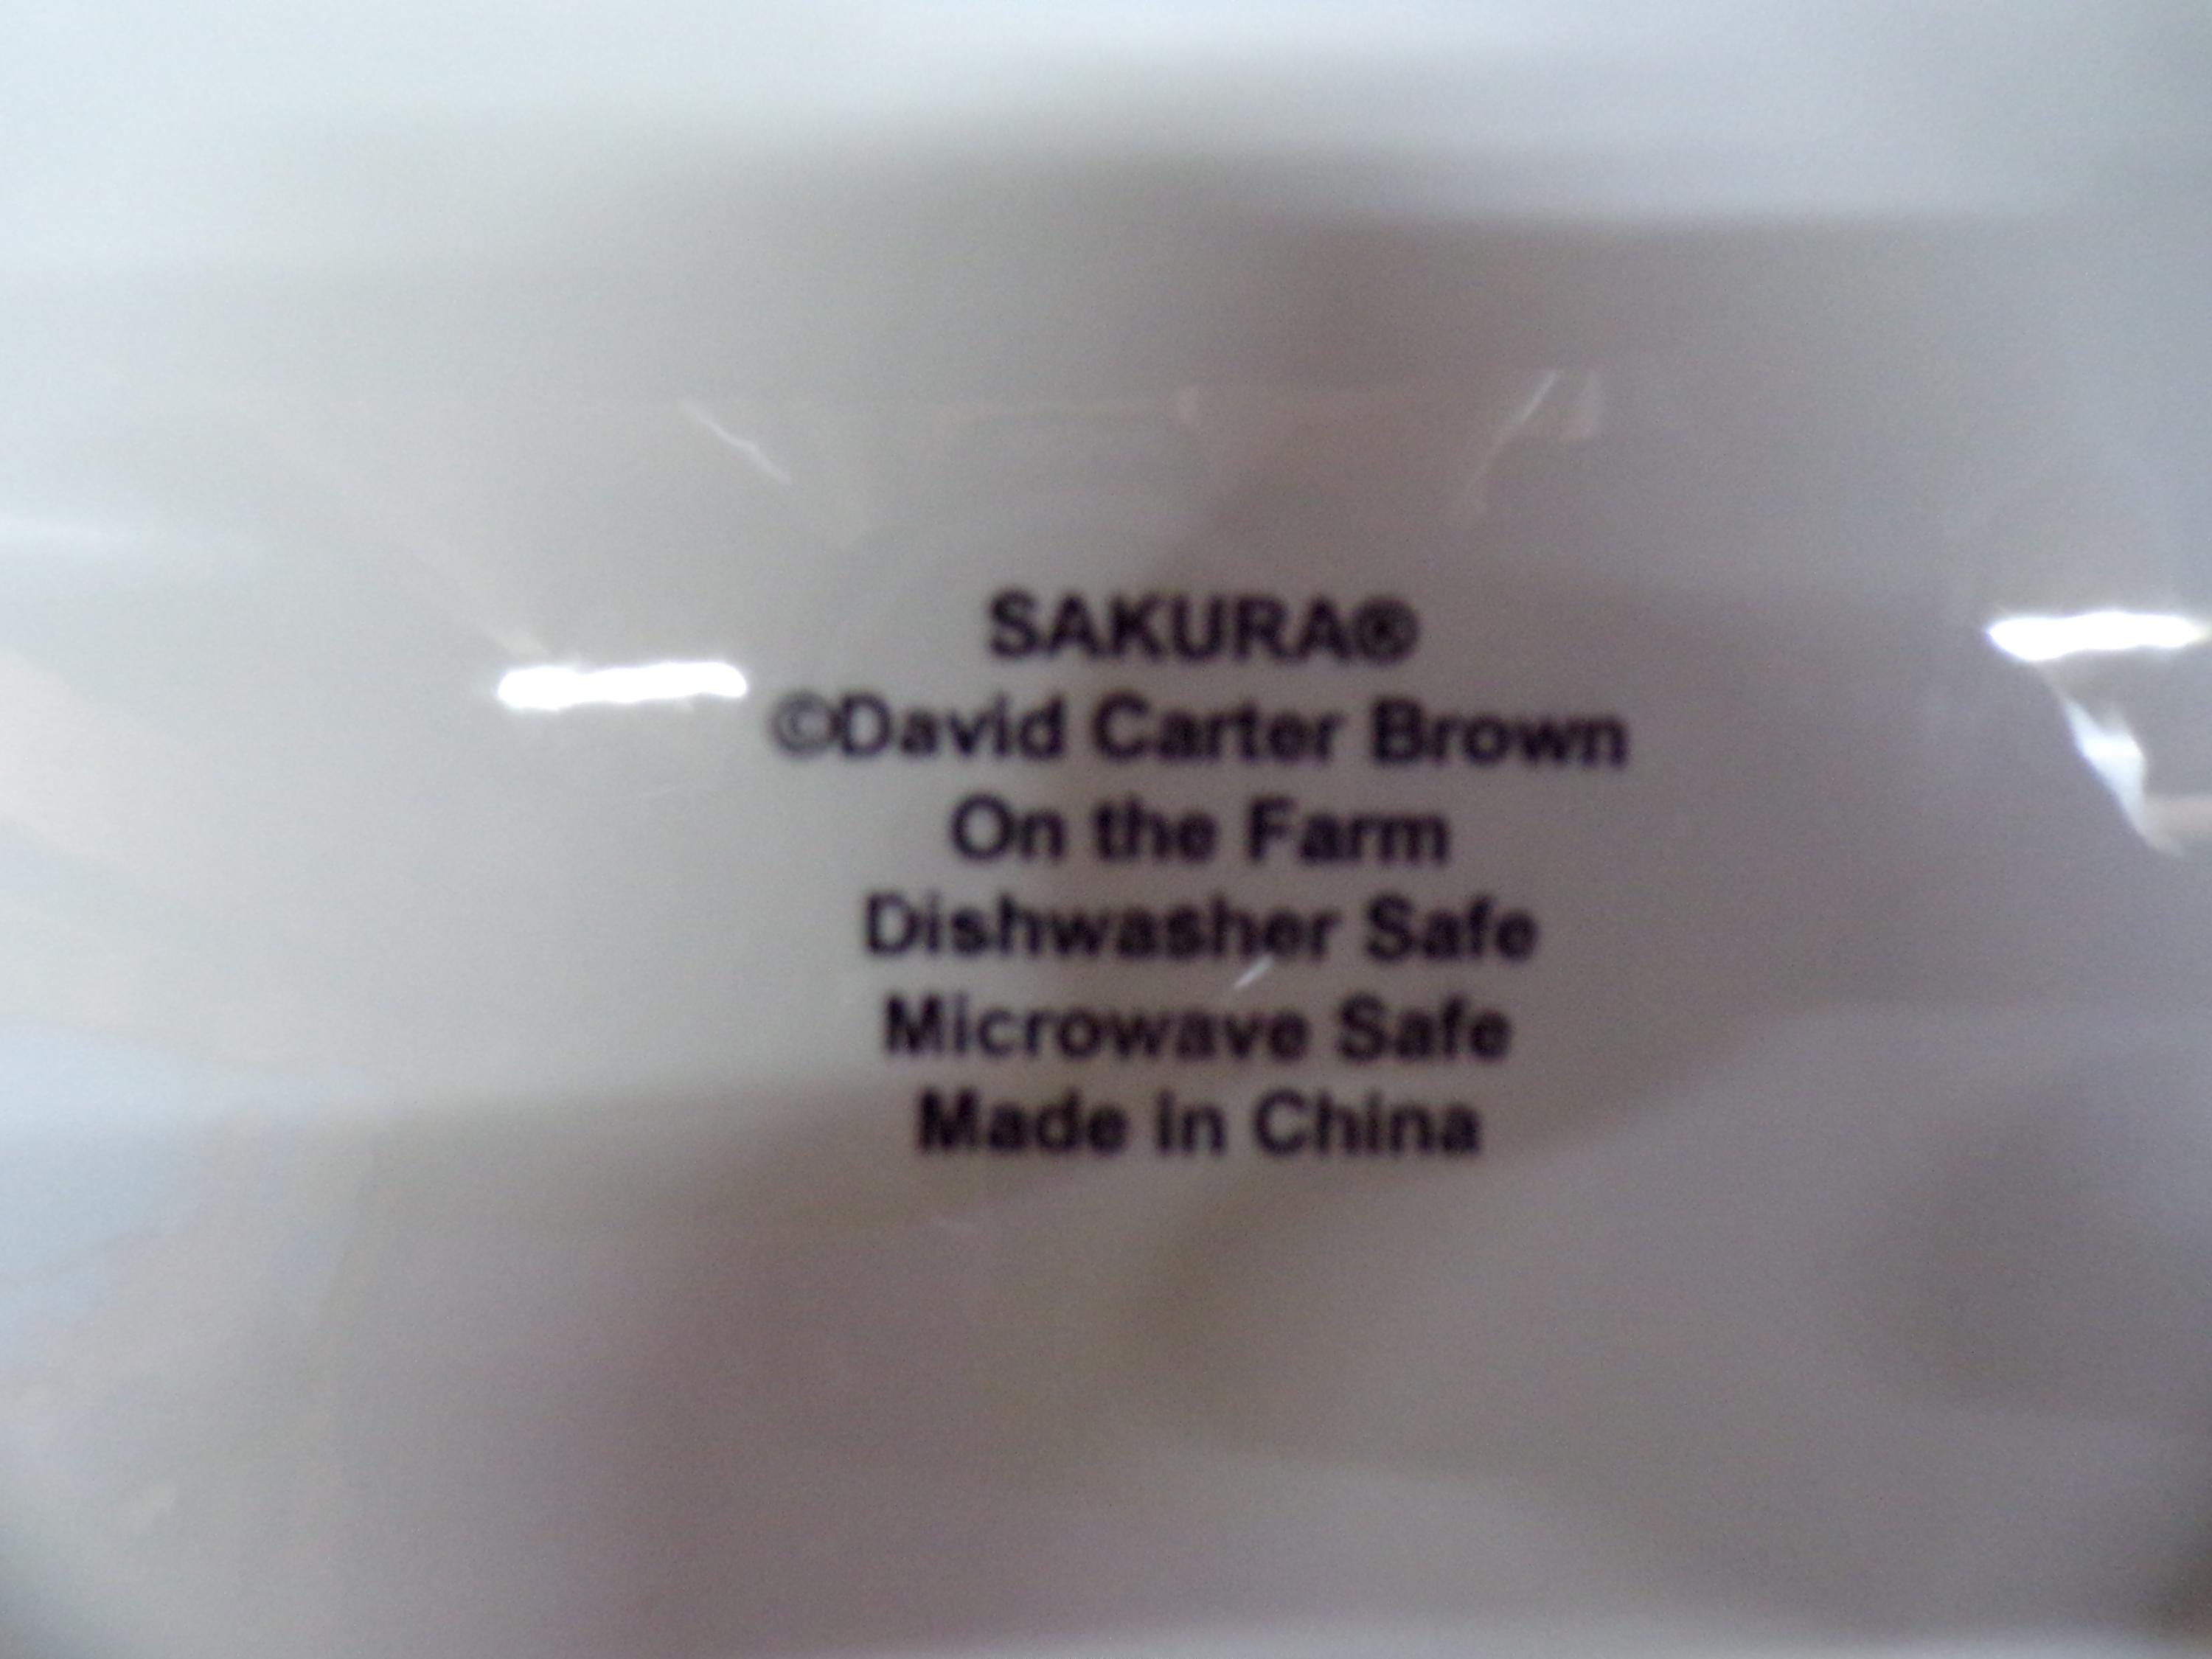 SAKURA®
©David Carter Brown
On the Farm
Dishwasher Safe
Microwave Safe
Made in China